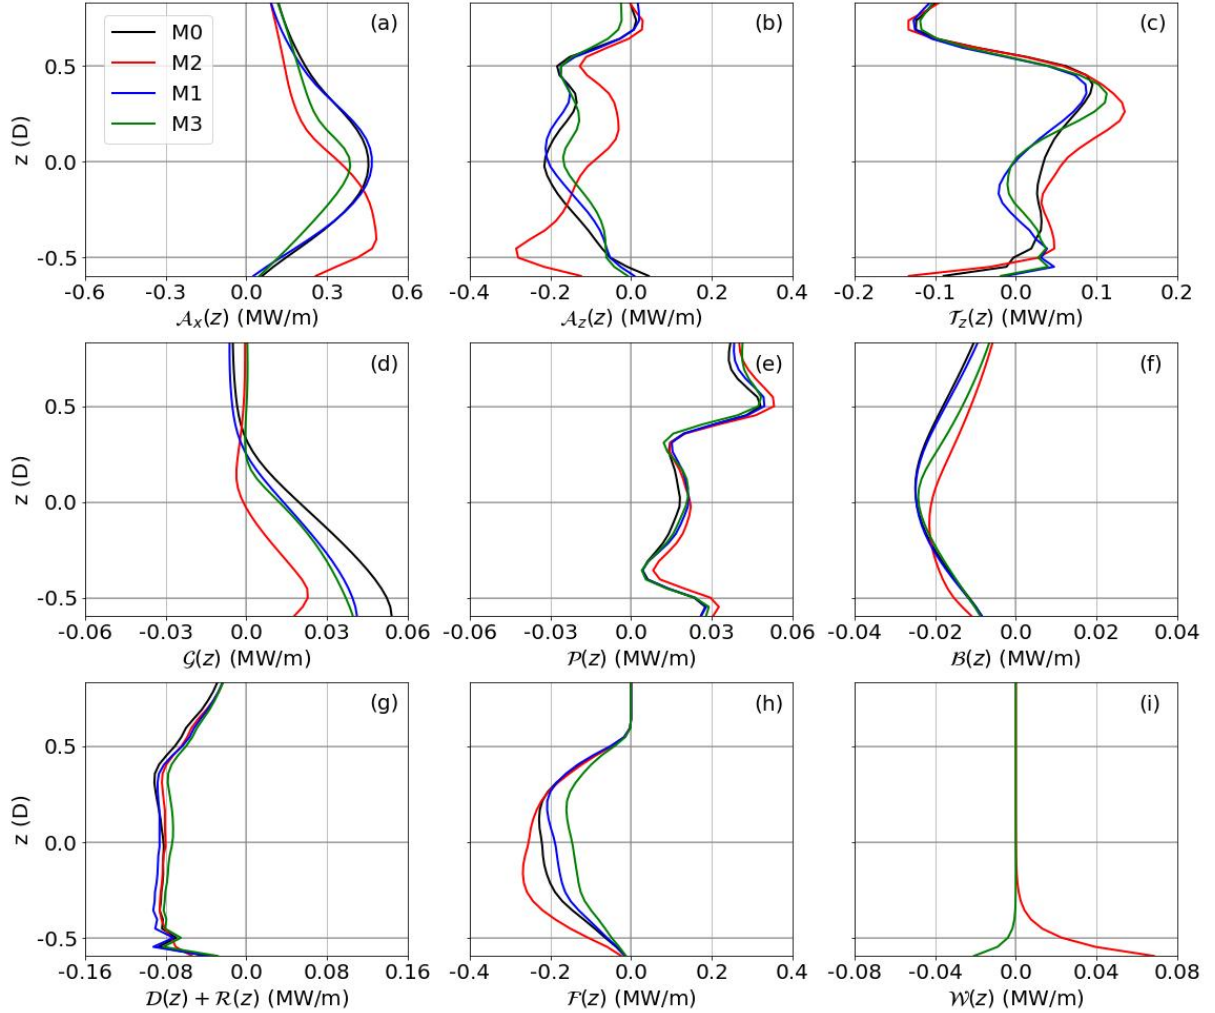 (a) (b) (c)
M0
M2
M1
M3
z (D)
0.5
0.0
-0.5
-0.6 -0.3 0.0 0.3 0.6 -0.4 -0.2 0.0 0.2 0.4 -0.2 -0.1 0.0 0.1 0.2
𝒜ₓ(z) (MW/m) 𝒜_z(z) (MW/m) 𝒯_z(z) (MW/m)
(d) (e) (f)
z (D)
0.5
0.0
-0.5
-0.06 -0.03 0.00 0.03 0.06 -0.06 -0.03 0.0 0.03 0.06 -0.04 -0.02 0.0 0.02 0.04
𝒢(z) (MW/m) 𝒫(z) (MW/m) ℬ(z) (MW/m)
(g) (h) (i)
z (D)
0.5
0.0
-0.5
-0.16 -0.08 0.0 0.08 0.16 -0.4 -0.2 0.0 0.2 0.4 -0.08 -0.04 0.0 0.04 0.08
𝒟(z) + ℛ(z) (MW/m) ℱ(z) (MW/m) 𝒲(z) (MW/m)